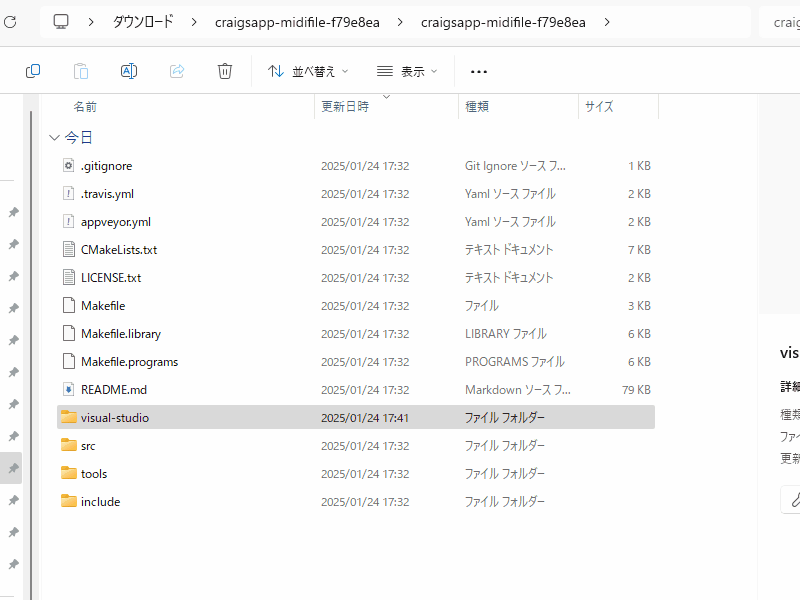 ダウンロード craigsapp-midifile-f79e8ea craigsapp-midifile-f79e8ea craig
並べ替え 表示
名前 更新日時 種類 サイズ
今日
.gitignore 2025/01/24 17:32 Git Ignore ソース フ... 1 KB
.travis.yml 2025/01/24 17:32 Yaml ソース ファイル 2 KB
appveyor.yml 2025/01/24 17:32 Yaml ソース ファイル 2 KB
CMakeLists.txt 2025/01/24 17:32 テキスト ドキュメント 7 KB
LICENSE.txt 2025/01/24 17:32 テキスト ドキュメント 2 KB
Makefile 2025/01/24 17:32 ファイル 3 KB
Makefile.library 2025/01/24 17:32 LIBRARY ファイル 6 KB
Makefile.programs 2025/01/24 17:32 PROGRAMS ファイル 6 KB
README.md 2025/01/24 17:32 Markdown ソース フ... 79 KB
visual-studio 2025/01/24 17:41 ファイル フォルダー
src 2025/01/24 17:32 ファイル フォルダー
tools 2025/01/24 17:32 ファイル フォルダー
include 2025/01/24 17:32 ファイル フォルダー
vis
詳細
種類
ファイ
更新